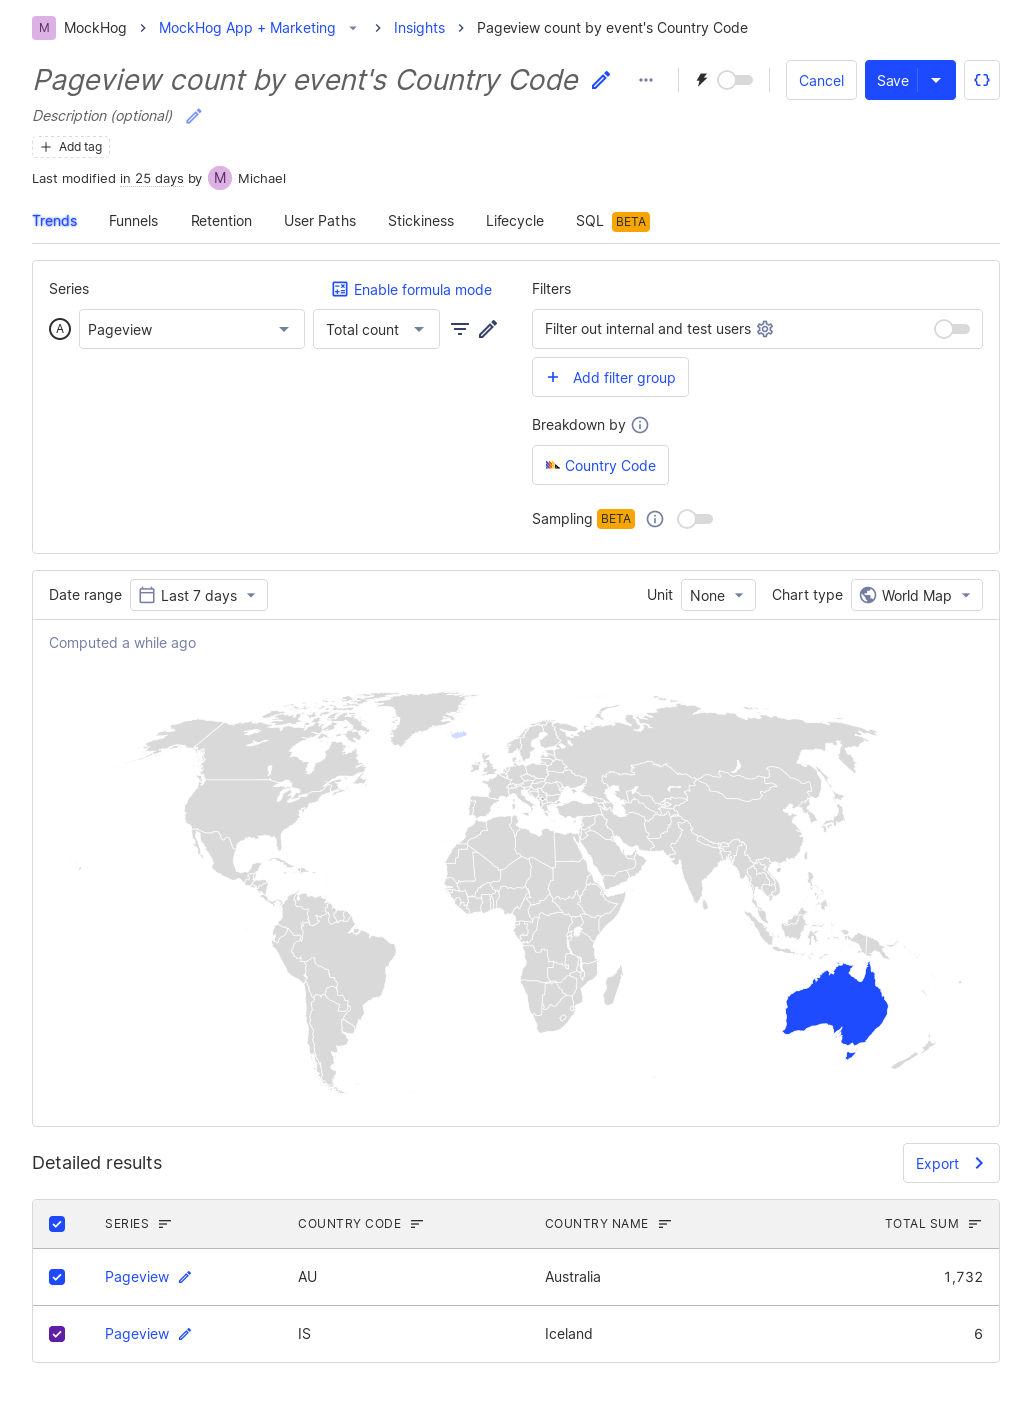 M MockHog MockHog App + Marketing Insights Pageview count by event's Country Code
Pageview count by event's Country Code
Cancel Save
Description (optional)
Add tag
Last modified in 25 days by M Michael
Trends Funnels Retention User Paths Stickiness Lifecycle SQL BETA
Series Enable formula mode
A Pageview Total count
Filters
Filter out internal and test users
+ Add filter group
Breakdown by
Country Code
Sampling BETA
Date range Last 7 days Unit None Chart type World Map
Computed a while ago
Detailed results Export
SERIES COUNTRY CODE COUNTRY NAME TOTAL SUM
Pageview AU Australia 1,732
Pageview IS Iceland 6